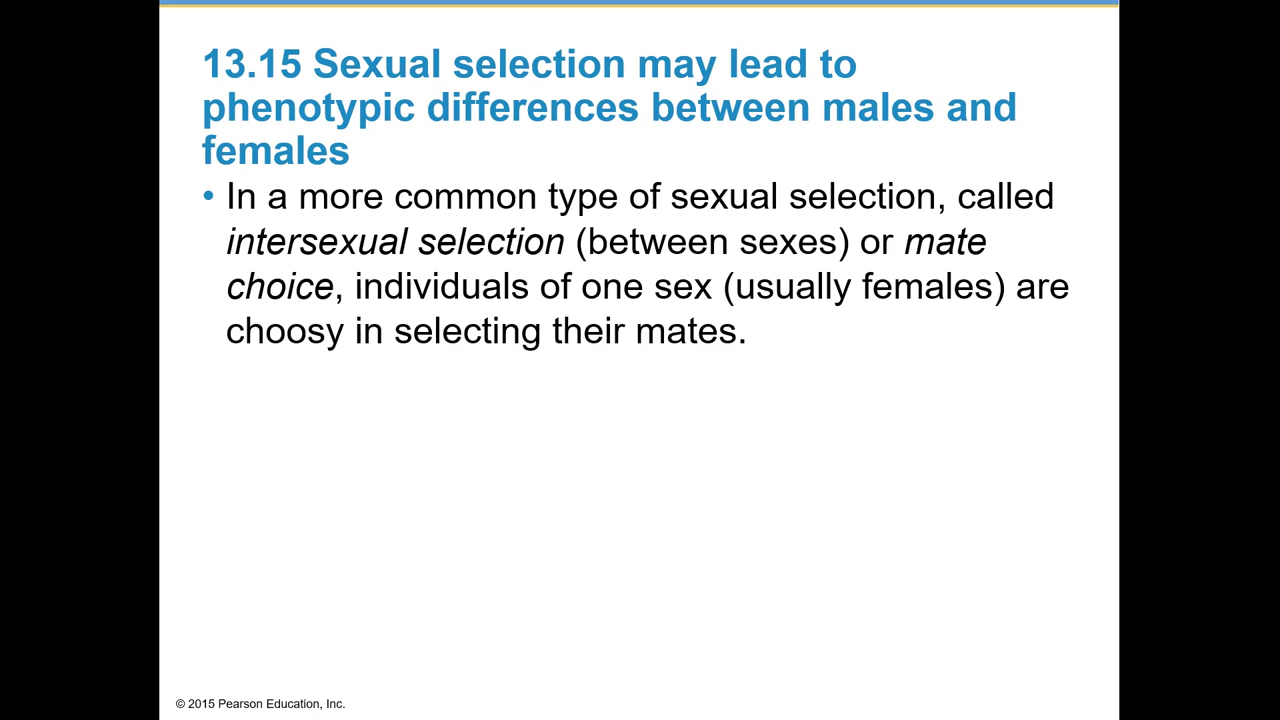 13.15 Sexual selection may lead to
phenotypic differences between males and
females
• In a more common type of sexual selection, called
intersexual selection (between sexes) or mate
choice, individuals of one sex (usually females) are
choosy in selecting their mates.
© 2015 Pearson Education, Inc.